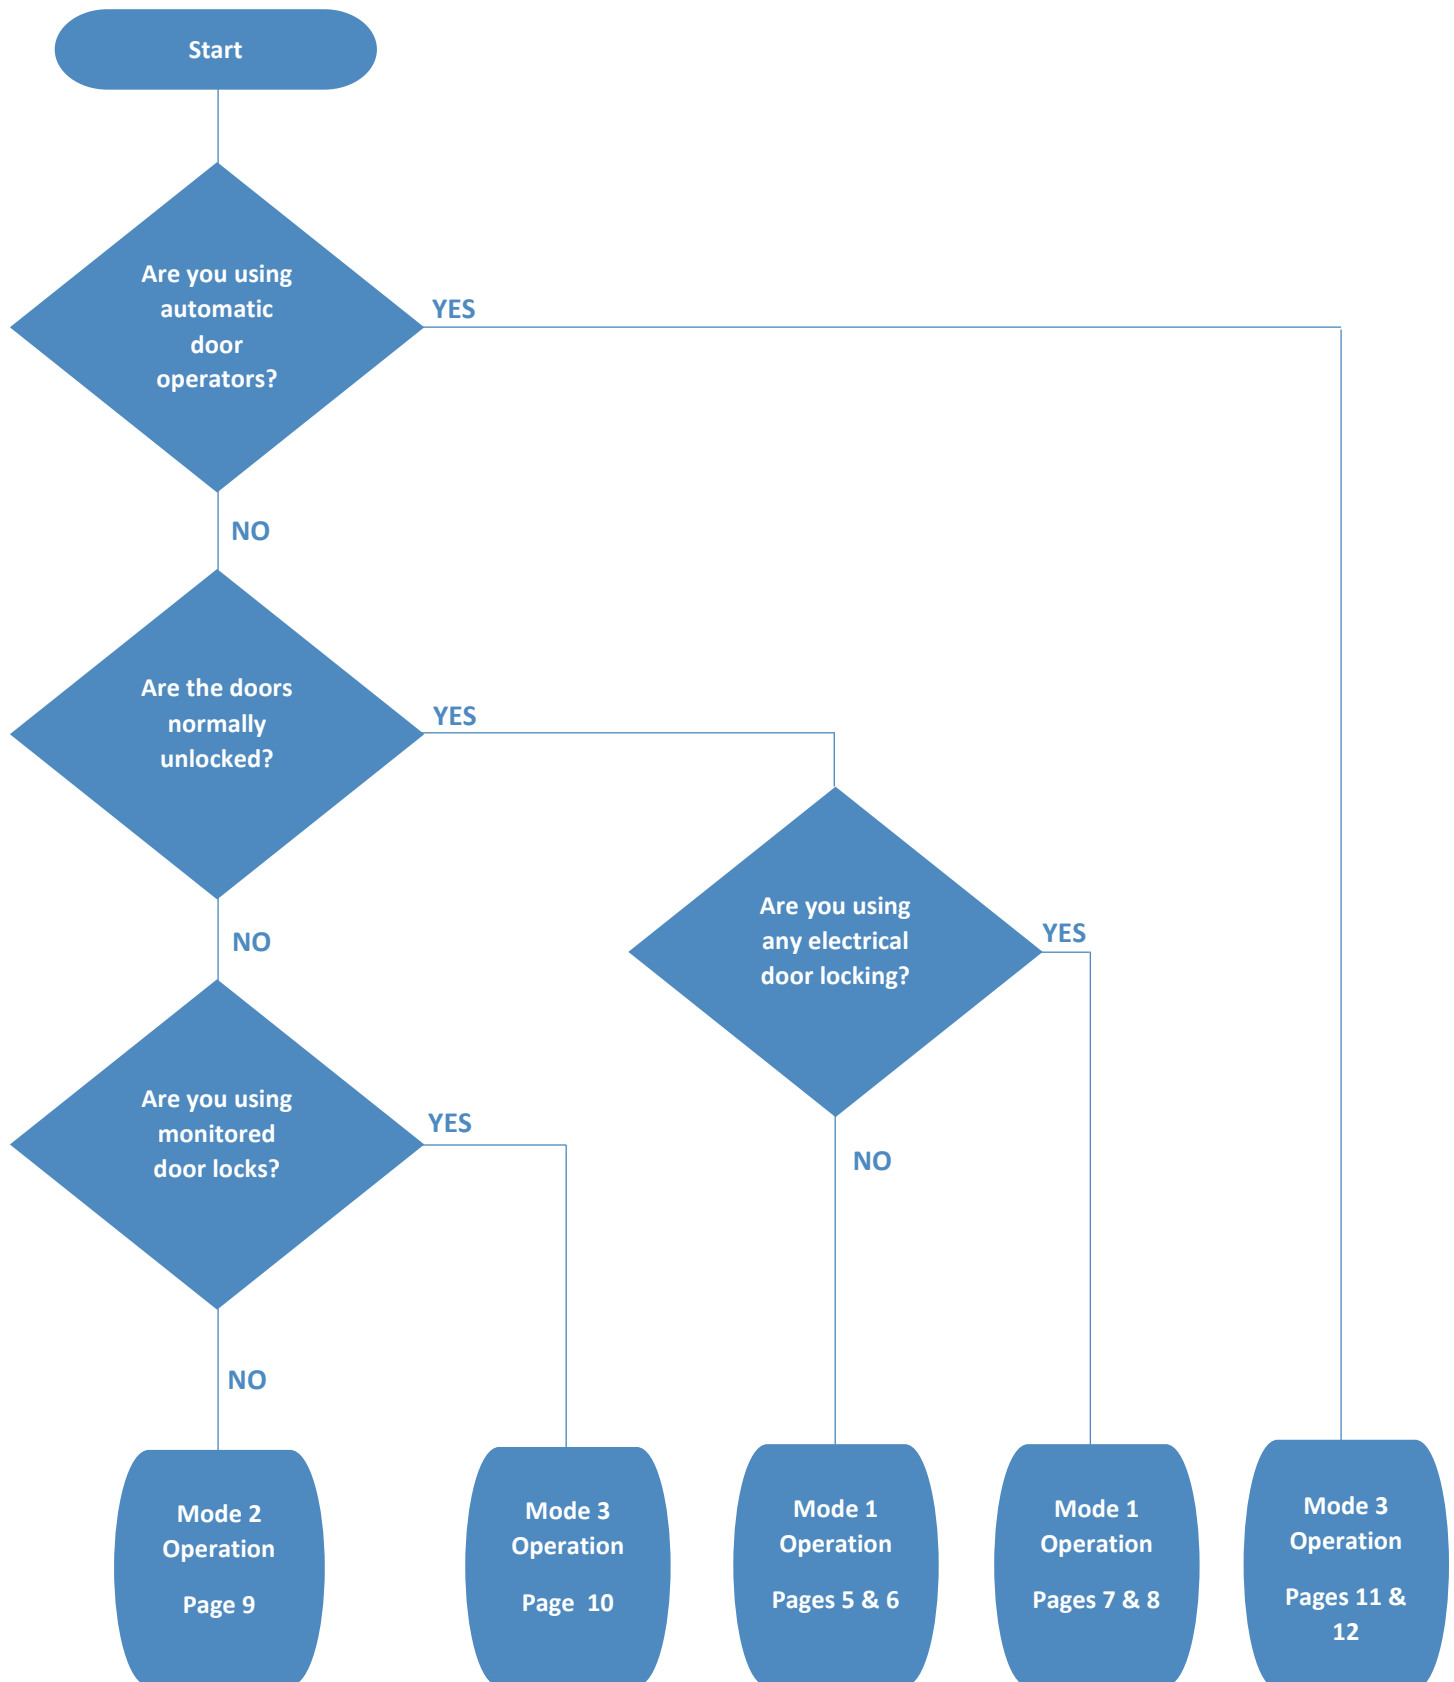 Start
Are you using
automatic
door
operators?
YES
NO
Are the doors
normally
unlocked?
YES
NO
Are you using
any electrical
door locking?
YES
NO
Are you using
monitored
door locks?
YES
NO
Mode 2
Operation
Page 9
Mode 3
Operation
Page 10
Mode 1
Operation
Pages 5 & 6
Mode 1
Operation
Pages 7 & 8
Mode 3
Operation
Pages 11 &
12